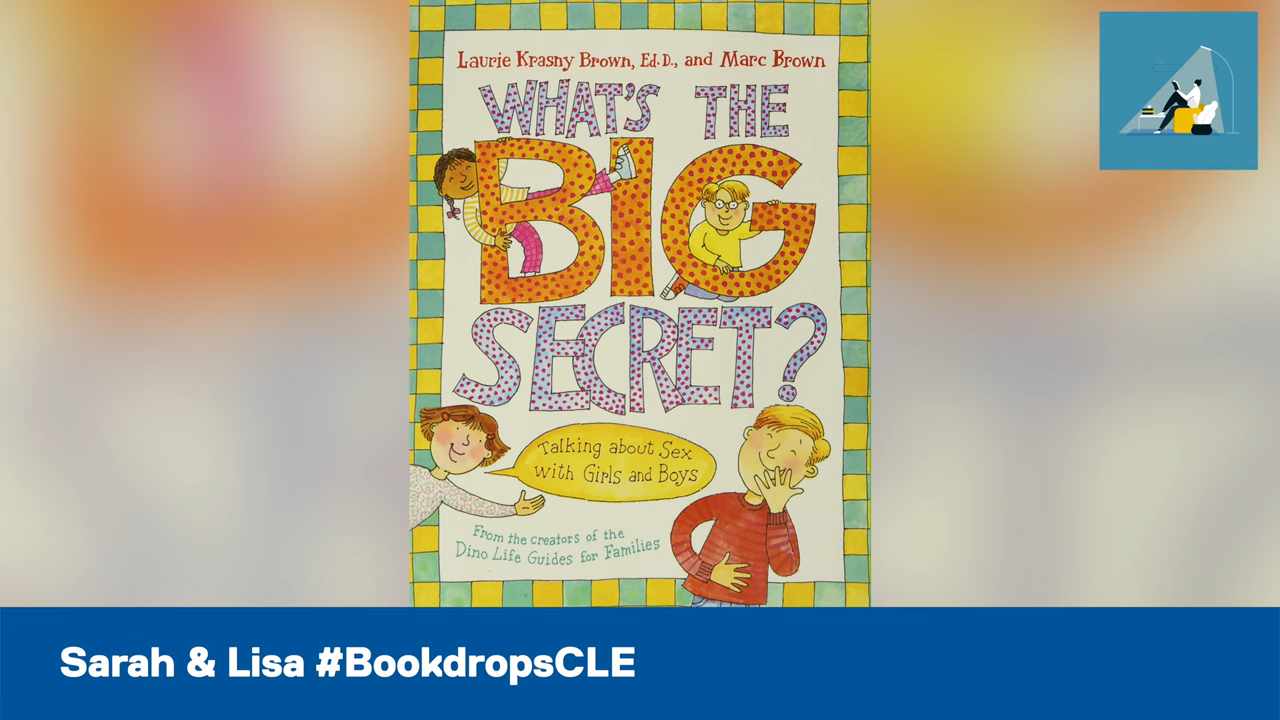 Laurie Krasny Brown, Ed.D., and Marc Brown
WHAT'S THE
BIG
SECRET?
Talking about Sex
with Girls and Boys
From the creators of the
Dino Life Guides for Families
Sarah & Lisa #BookdropsCLE